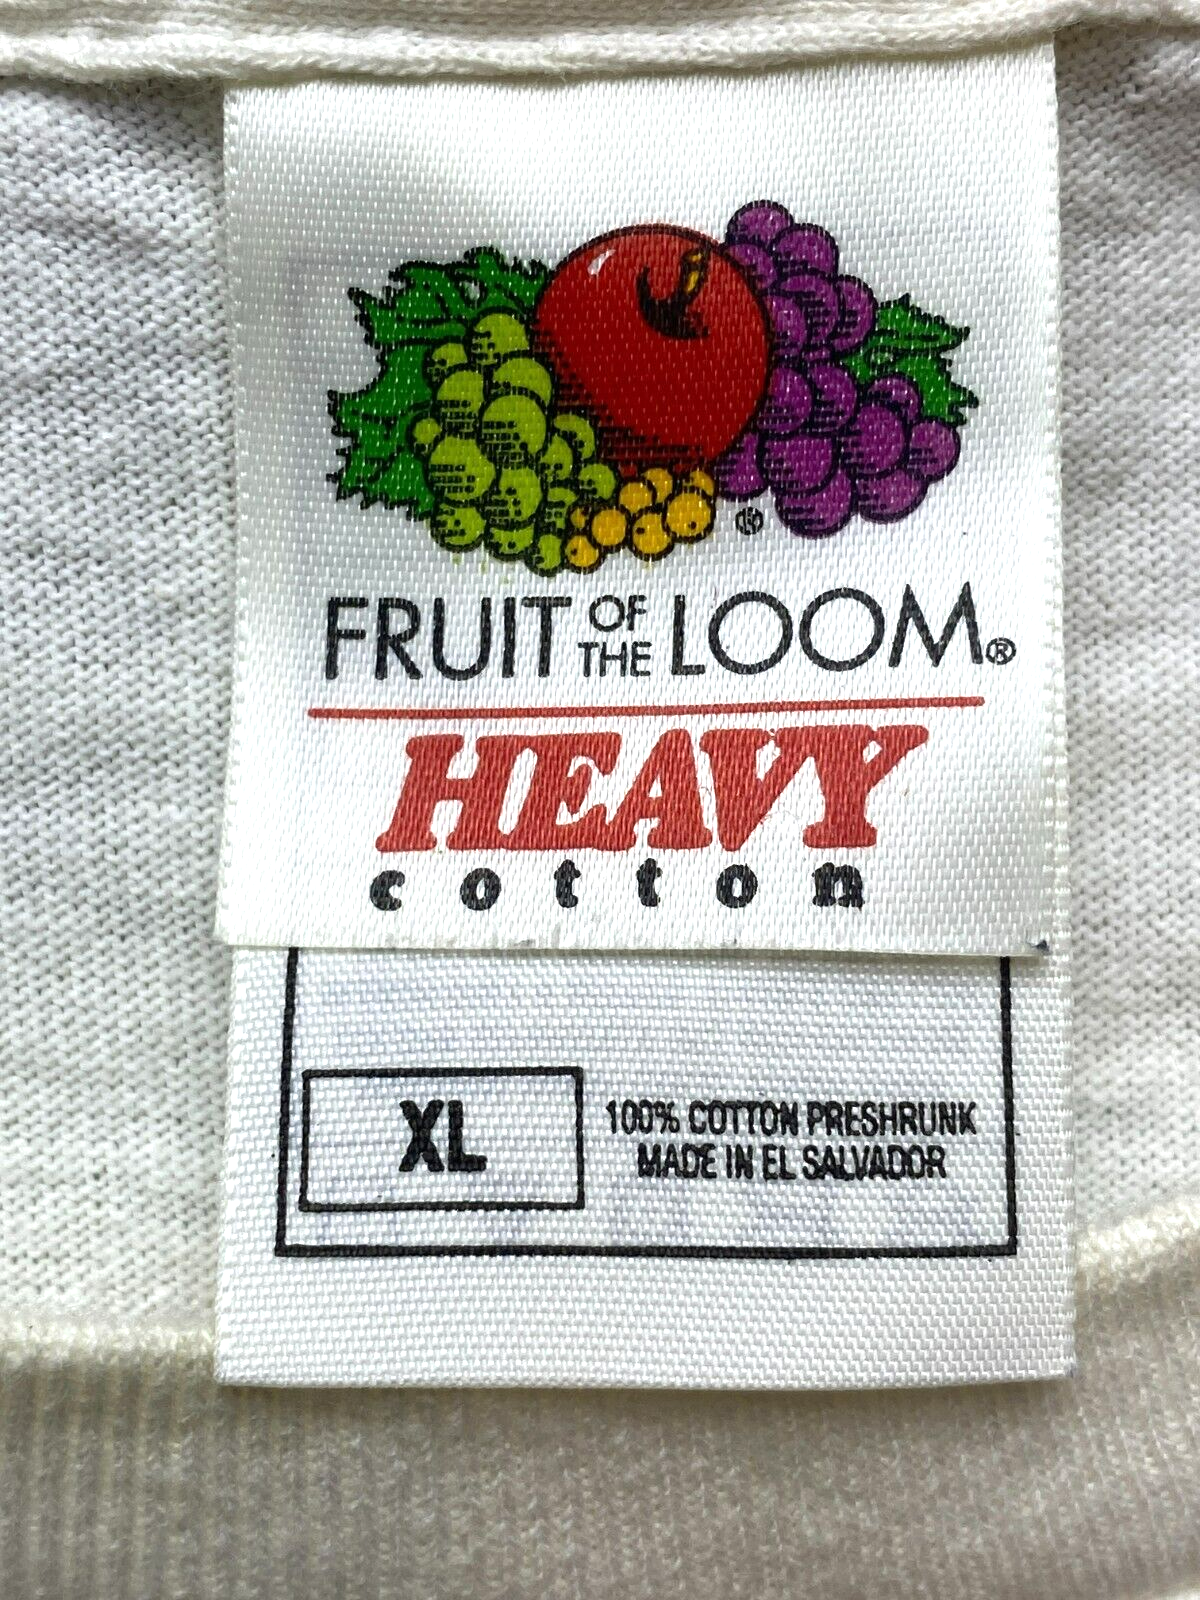 ®
FRUIT OF THE LOOM®
HEAVY
cotton
XL
100% COTTON PRESHRUNK
MADE IN EL SALVADOR